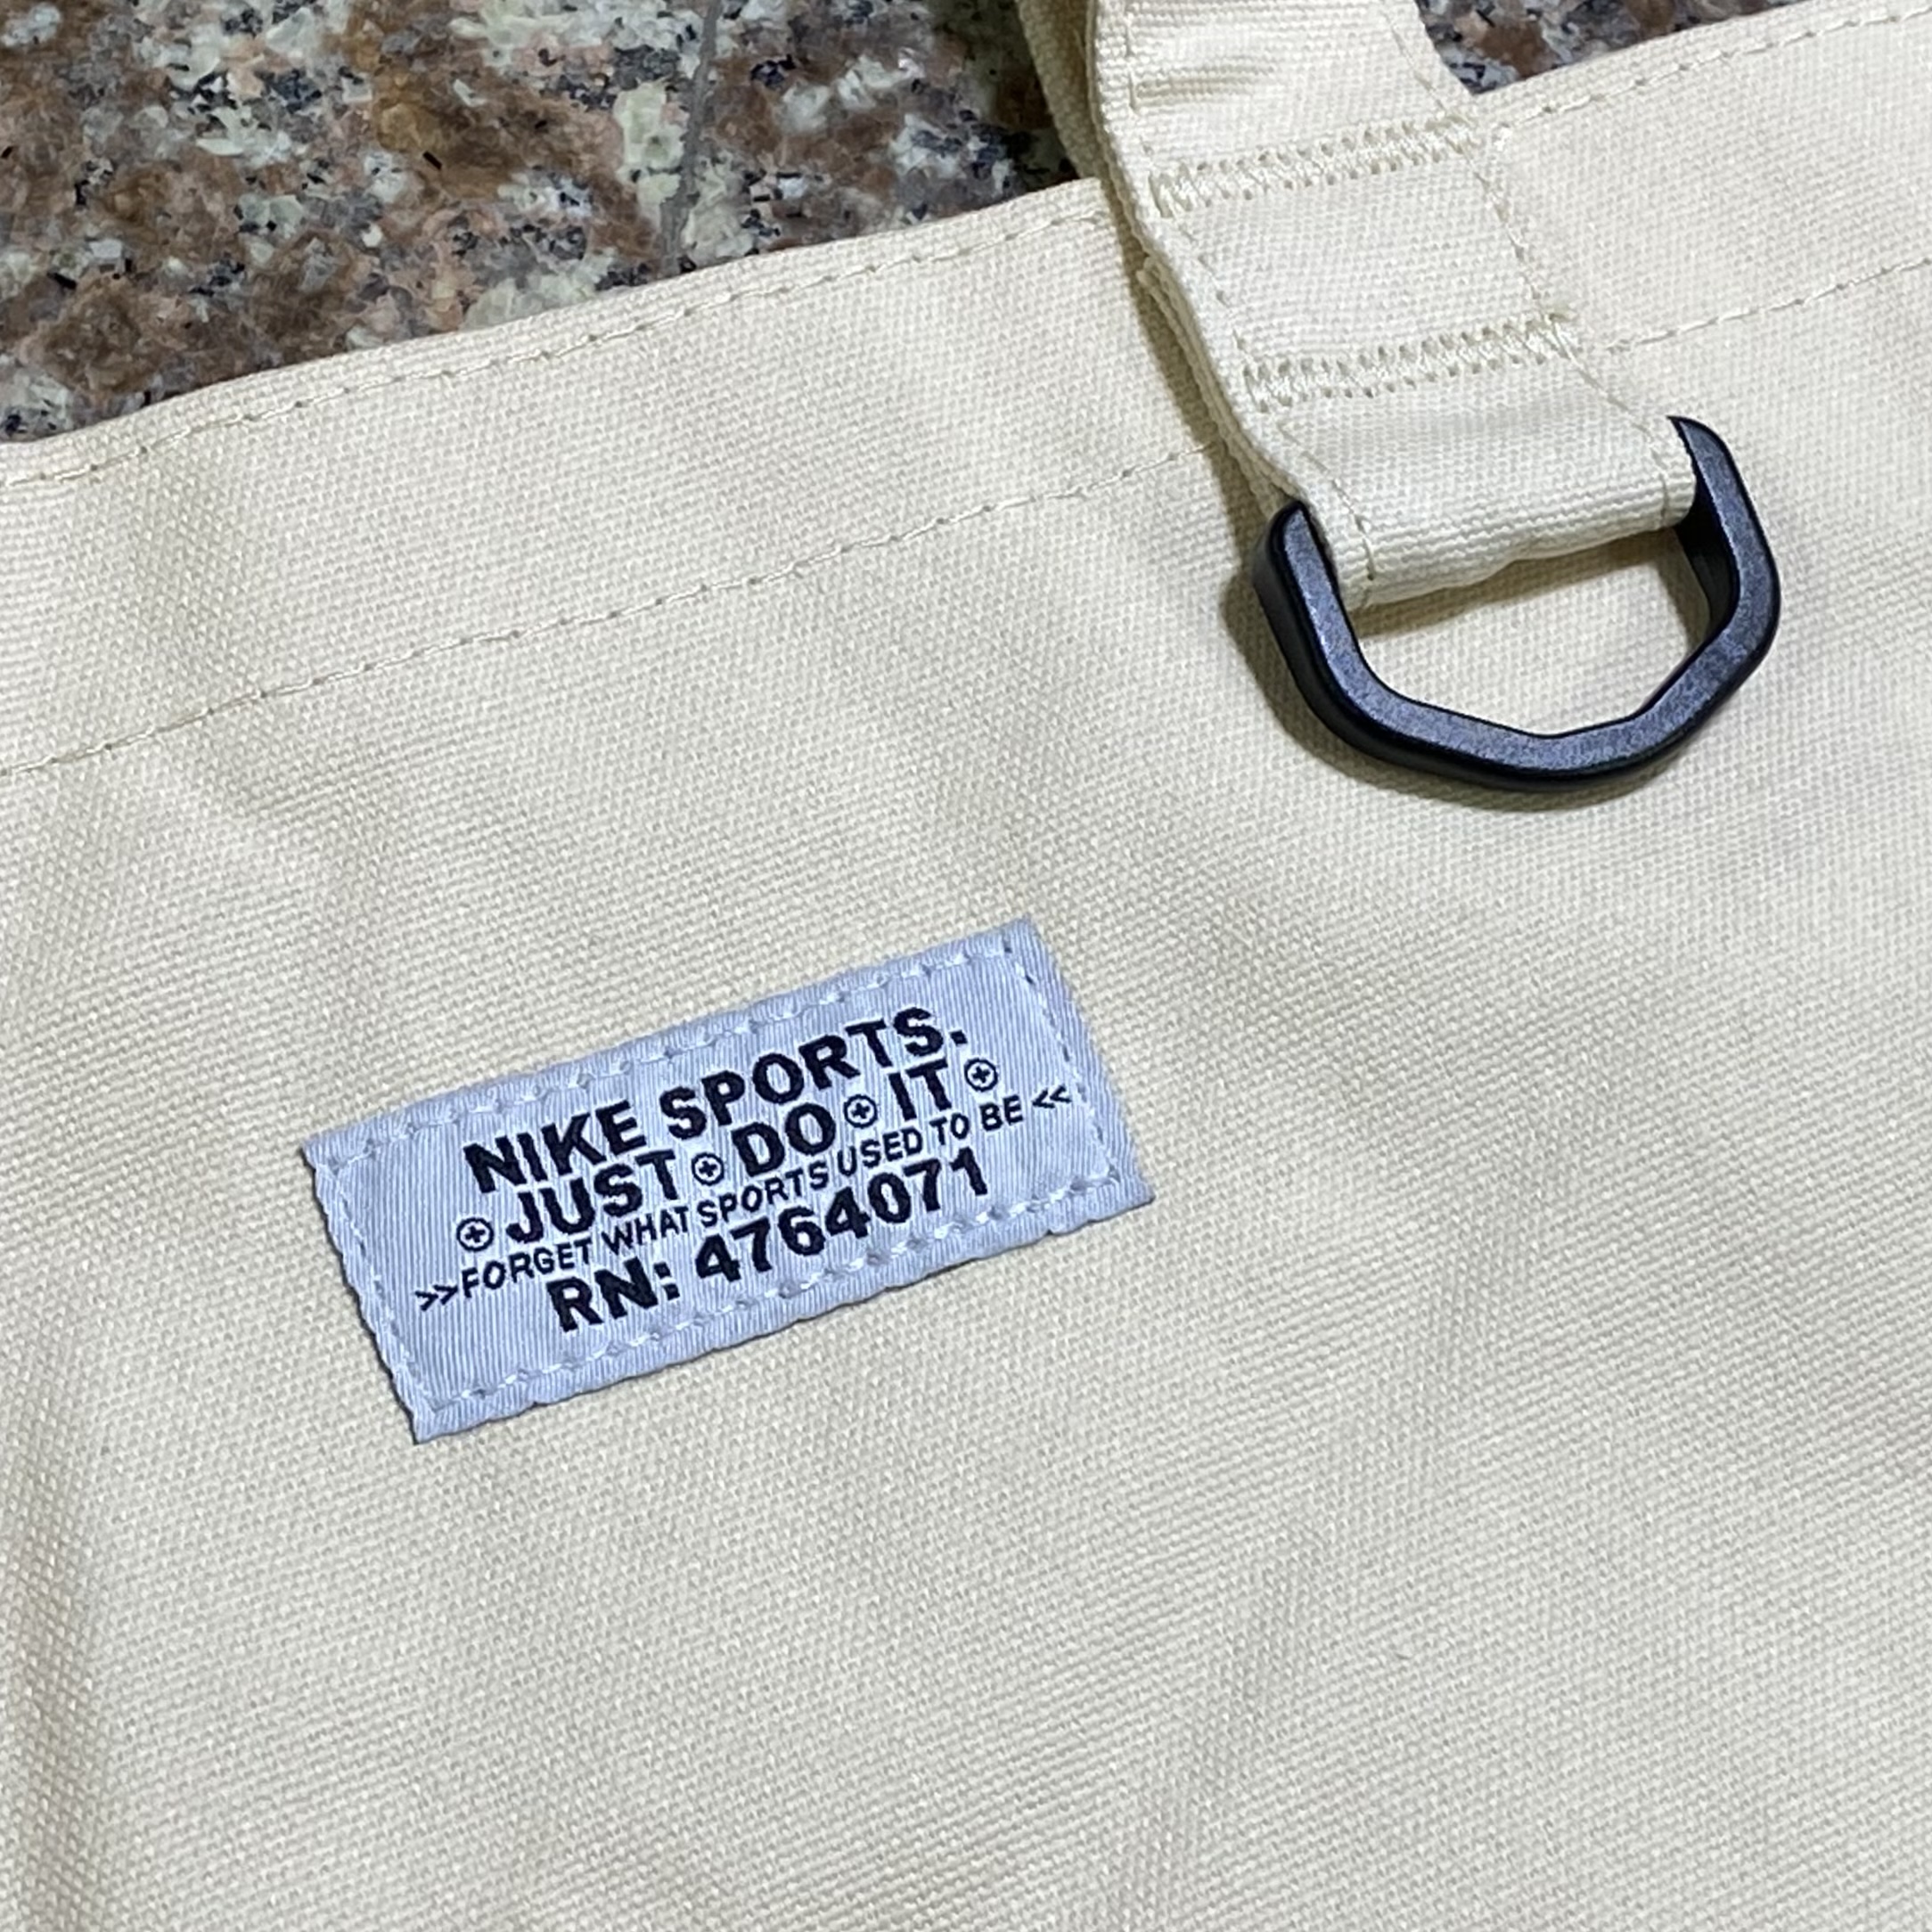 NIKE SPORTS.
⊕JUST⊕DO⊕IT⊕
>>FORGET WHAT SPORTS USED TO BE<<
RN: 4764071